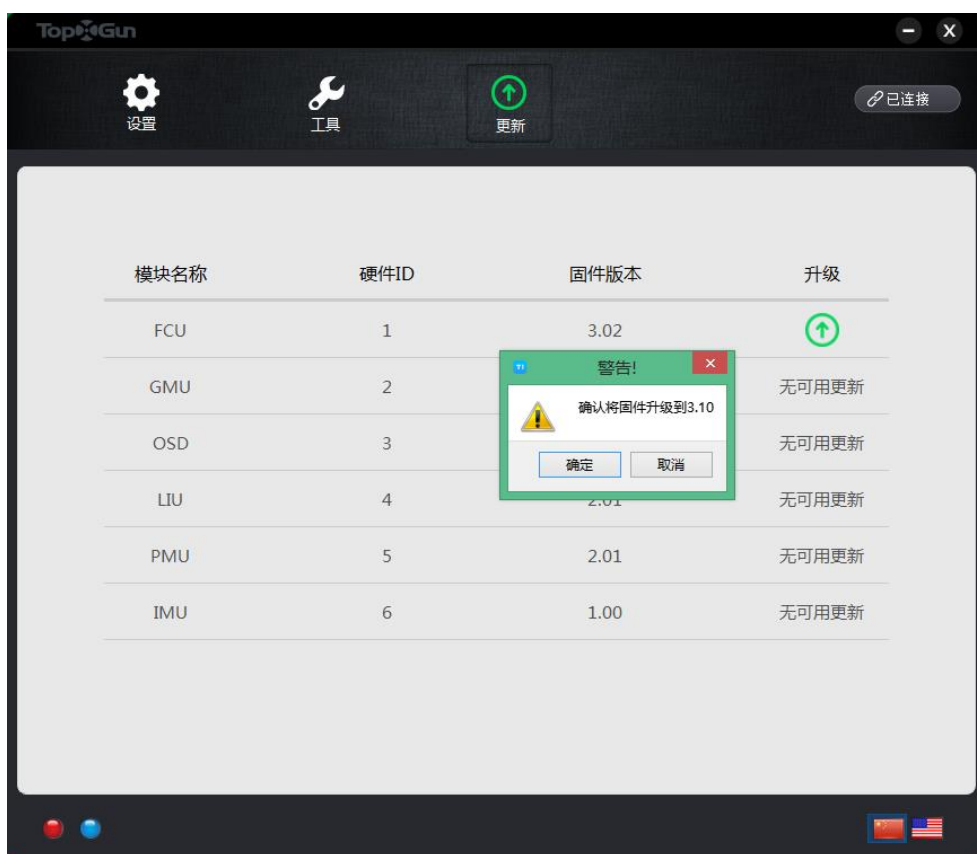 TopXGun
X
设置
工具
更新
已连接
模块名称 硬件ID 固件版本 升级
FCU 1 3.02
GMU 2 无可用更新
OSD 3 无可用更新
LIU 4 2.01 无可用更新
PMU 5 2.01 无可用更新
IMU 6 1.00 无可用更新
警告!
确认将固件升级到3.10
确定 取消